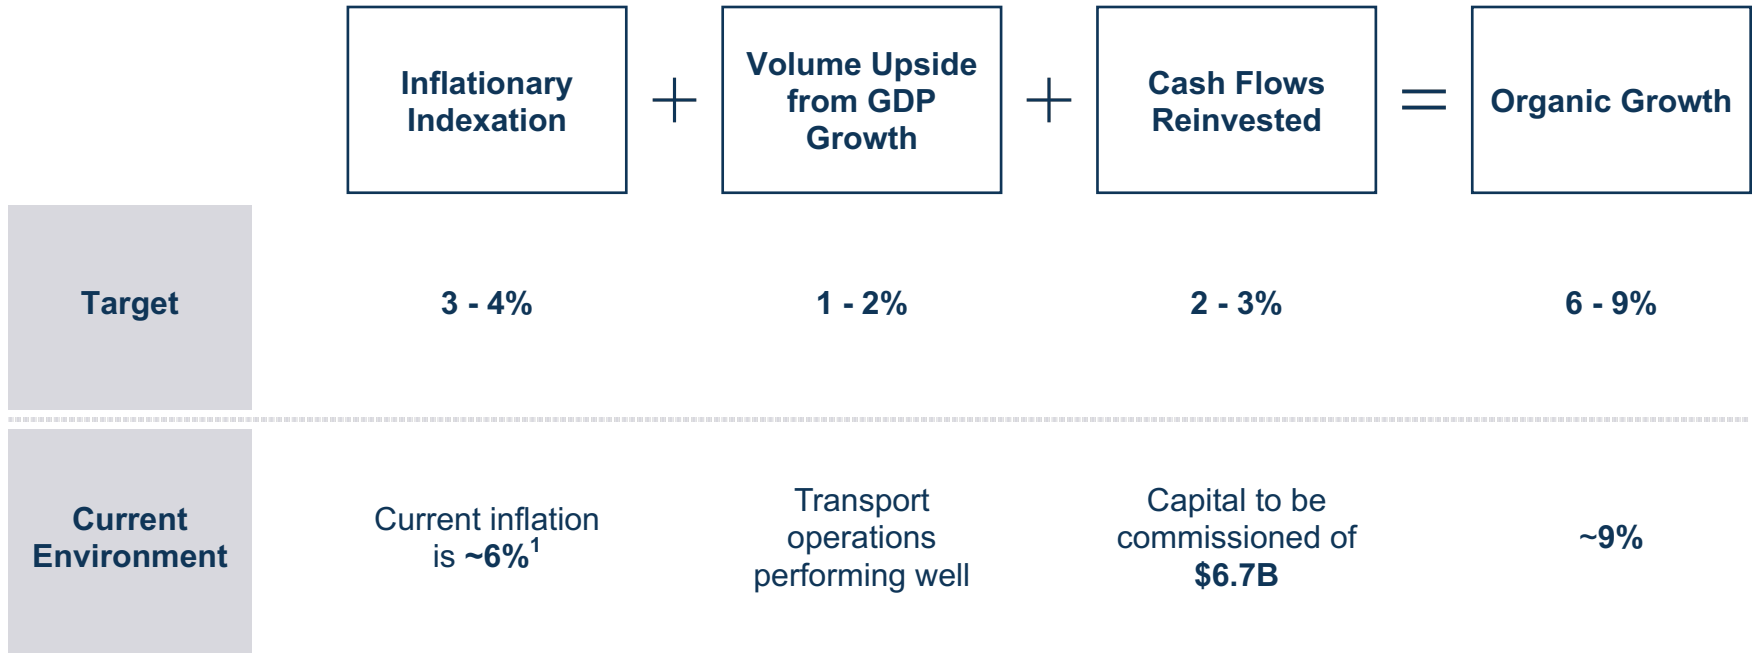 Inflationary
Indexation
+
Volume Upside
from GDP
Growth
+
Cash Flows
Reinvested
=
Organic Growth
Target
3 - 4%
1 - 2%
2 - 3%
6 - 9%
Current
Environment
Current inflation
is ~6%¹
Transport
operations
performing well
Capital to be
commissioned of
$6.7B
~9%